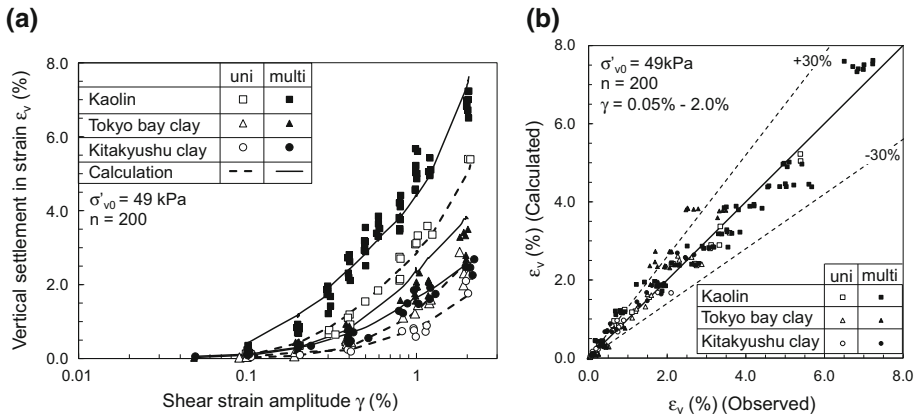 (a)
Vertical settlement in strain εv (%)
8.0
6.0
4.0
2.0
0.0
uni multi
Kaolin
Tokyo bay clay
Kitakyushu clay
Calculation
σ'v0 = 49 kPa
n = 200
0.01 0.1 1
Shear strain amplitude γ (%)
(b)
εv (%) (Calculated)
8.0
6.0
4.0
2.0
0.0
σ'v0 = 49kPa
n = 200
γ = 0.05% - 2.0%
+30%
-30%
uni multi
Kaolin
Tokyo bay clay
Kitakyushu clay
0.0 2.0 4.0 6.0 8.0
εv (%) (Observed)